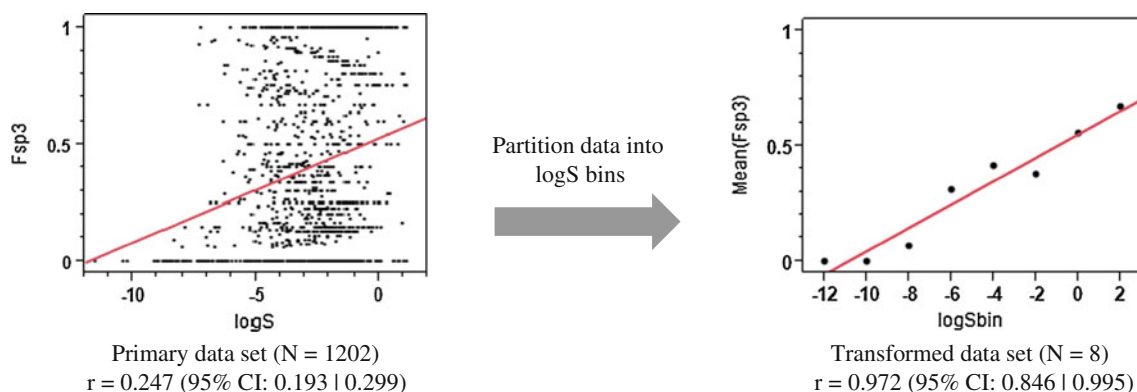 Fsp3
1
0.5
0
-10
-5
0
logS
Primary data set (N = 1202)
r = 0.247 (95% CI: 0.193 | 0.299)
Partition data into
logS bins
Mean(Fsp3)
1
0.5
0
-12 -10 -8 -6 -4 -2 0 2
logSbin
Transformed data set (N = 8)
r = 0.972 (95% CI: 0.846 | 0.995)